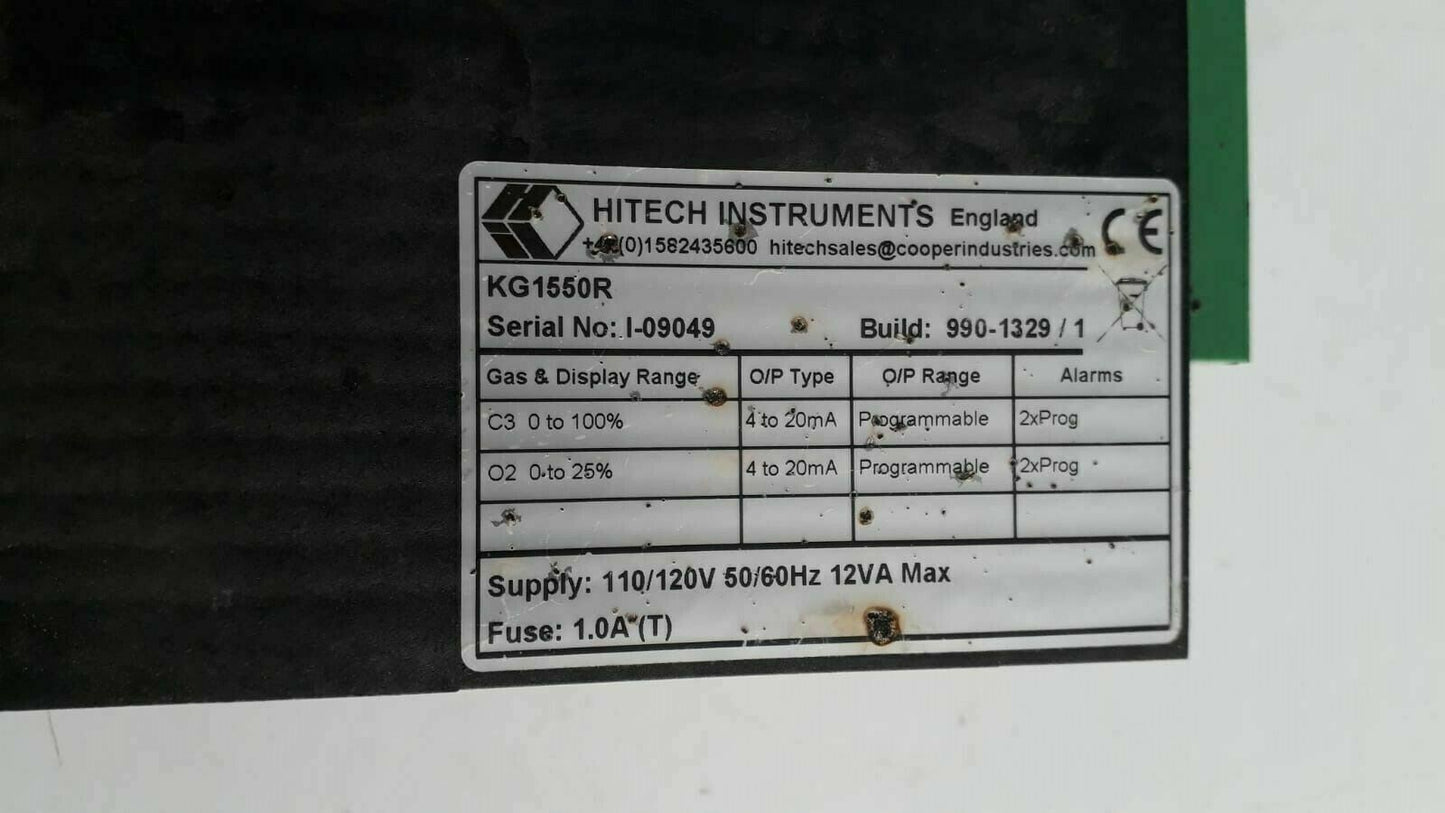 HITECH INSTRUMENTS England
(0)1582435600 hitechsales@cooperindustries.com
CE
KG1550R
Serial No: I-09049 Build: 990-1329 / 1
Gas & Display Range O/P Type O/P Range Alarms
C3 0 to 100% 4 to 20mA Programmable 2xProg
O2 0 to 25% 4 to 20mA Programmable 2xProg
Supply: 110/120V 50/60Hz 12VA Max
Fuse: 1.0A (T)